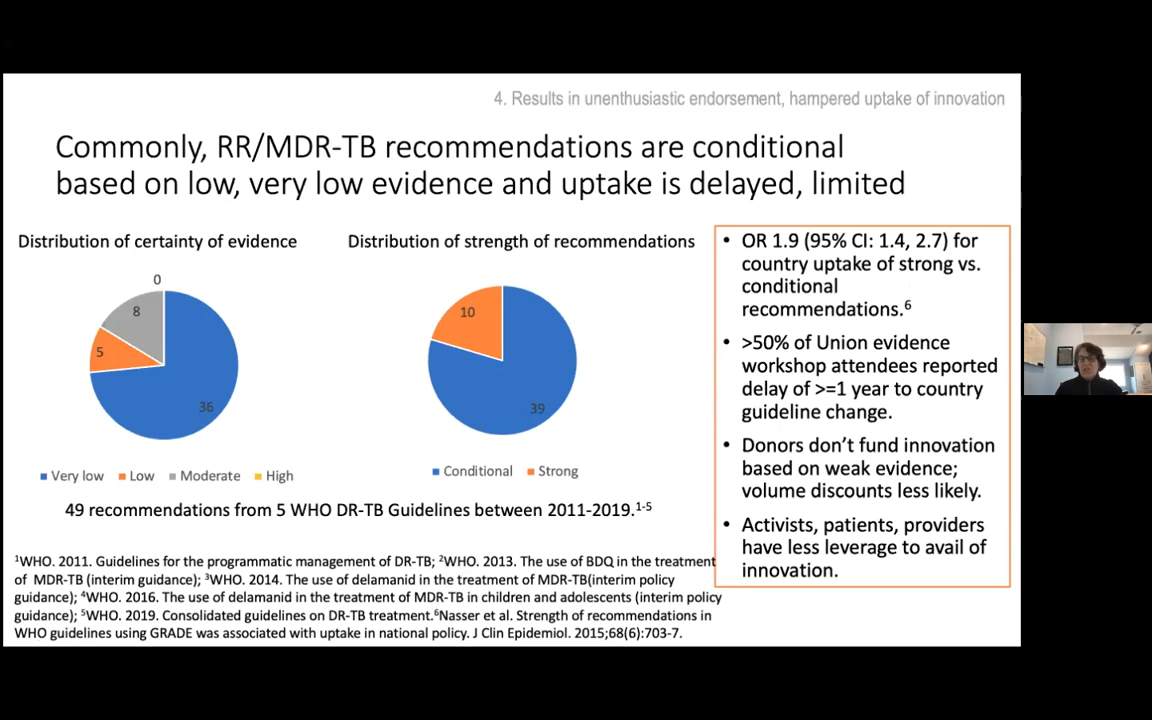 4. Results in unenthusiastic endorsement, hampered uptake of innovation
Commonly, RR/MDR-TB recommendations are conditional
based on low, very low evidence and uptake is delayed, limited
Distribution of certainty of evidence
0
8
5
36
Very low Low Moderate High
Distribution of strength of recommendations
10
39
Conditional Strong
49 recommendations from 5 WHO DR-TB Guidelines between 2011-2019.1-5
• OR 1.9 (95% CI: 1.4, 2.7) for
country uptake of strong vs.
conditional
recommendations.6
• >50% of Union evidence
workshop attendees reported
delay of >=1 year to country
guideline change.
• Donors don’t fund innovation
based on weak evidence;
volume discounts less likely.
• Activists, patients, providers
have less leverage to avail of
innovation.
1WHO. 2011. Guidelines for the programmatic management of DR-TB; 2WHO. 2013. The use of BDQ in the treatment
of MDR-TB (interim guidance); 3WHO. 2014. The use of delamanid in the treatment of MDR-TB(interim policy
guidance); 4WHO. 2016. The use of delamanid in the treatment of MDR-TB in children and adolescents (interim policy
guidance); 5WHO. 2019. Consolidated guidelines on DR-TB treatment.6Nasser et al. Strength of recommendations in
WHO guidelines using GRADE was associated with uptake in national policy. J Clin Epidemiol. 2015;68(6):703-7.